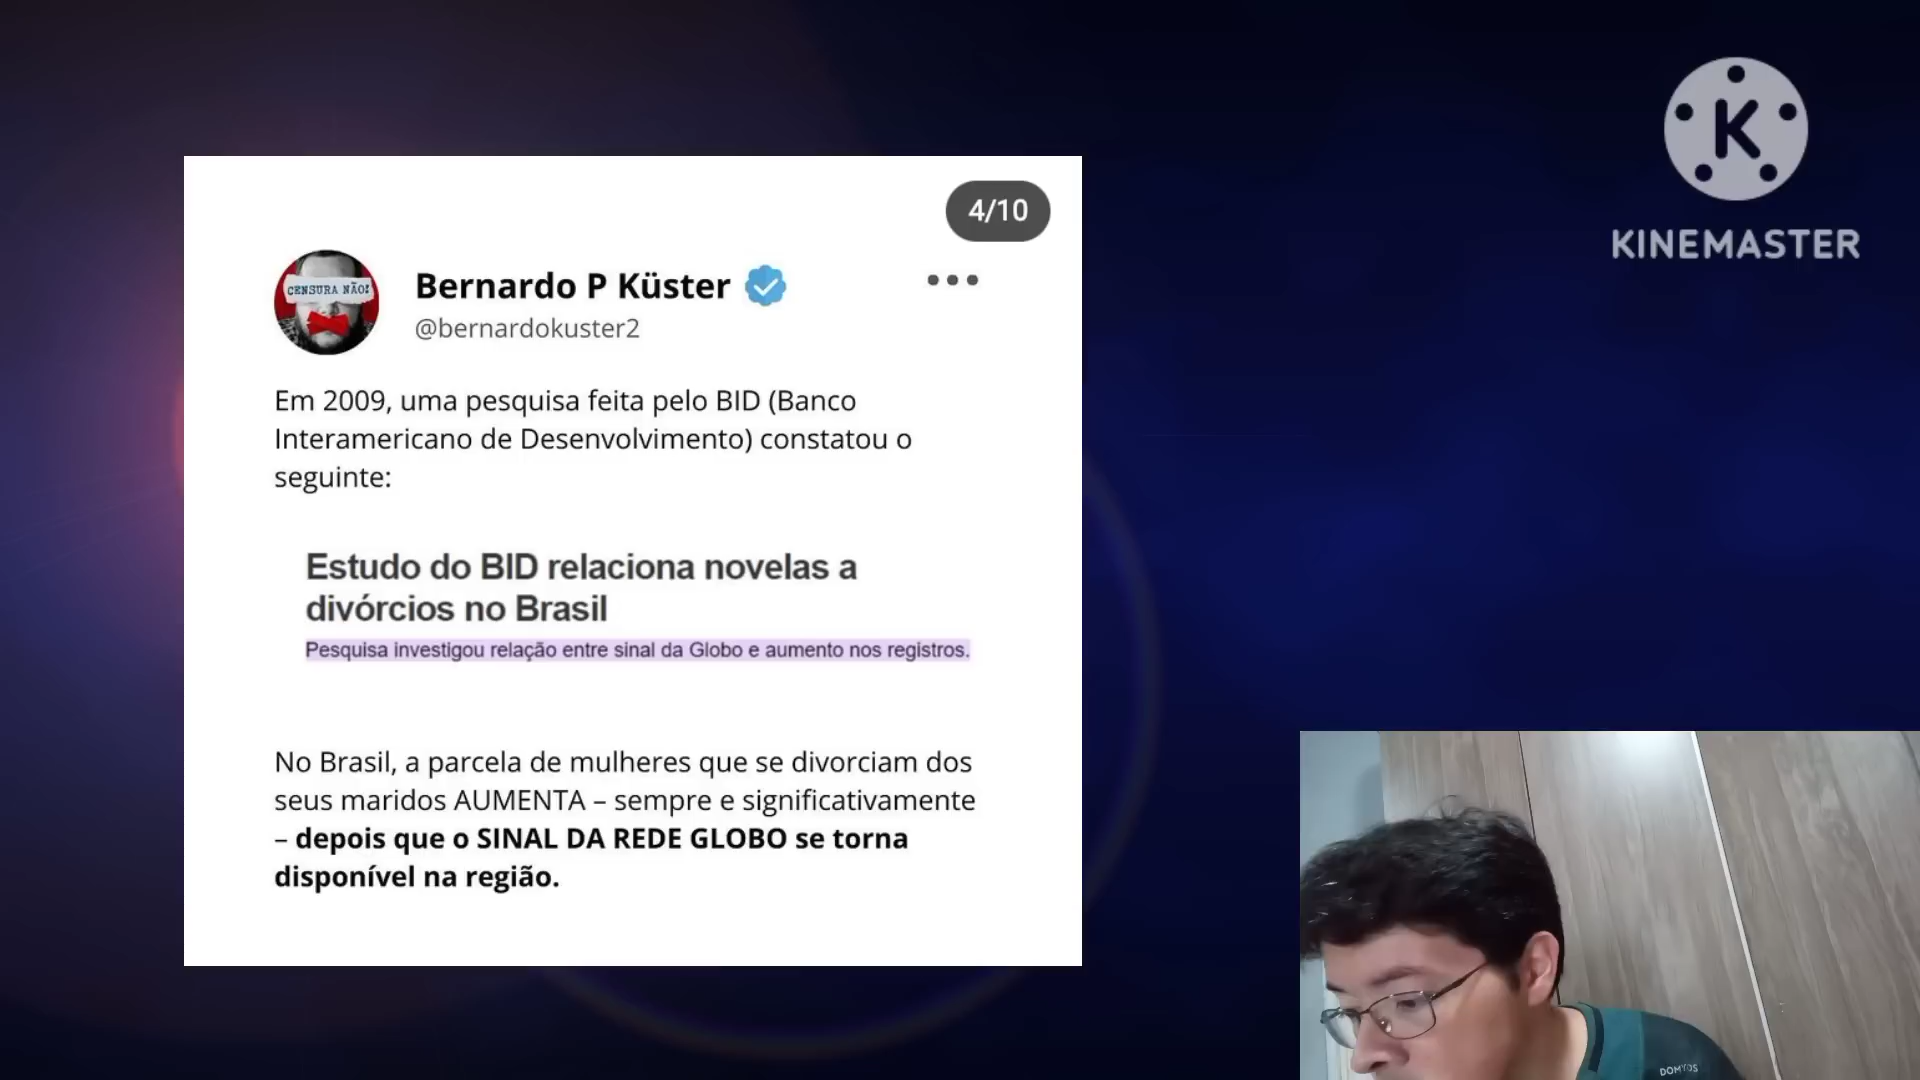 4/10
CENSURA NÃO!
Bernardo P Küster
@bernardokuster2
Em 2009, uma pesquisa feita pelo BID (Banco
Interamericano de Desenvolvimento) constatou o
seguinte:
Estudo do BID relaciona novelas a
divórcios no Brasil
Pesquisa investigou relação entre sinal da Globo e aumento nos registros.
No Brasil, a parcela de mulheres que se divorciam dos
seus maridos AUMENTA – sempre e significativamente
– depois que o SINAL DA REDE GLOBO se torna
disponível na região.
K
KINEMASTER
DOMYOS